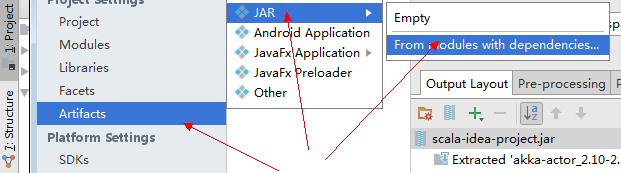 1: Project
7: Structure
Project Settings
Project
Modules
Libraries
Facets
Artifacts
Platform Settings
SDKs
JAR
Android Application
JavaFx Application
JavaFx Preloader
Other
Empty
From modules with dependencies...
Output Layout
Pre-processing
scala-idea-project.jar
Extracted 'akka-actor_2.10-2.